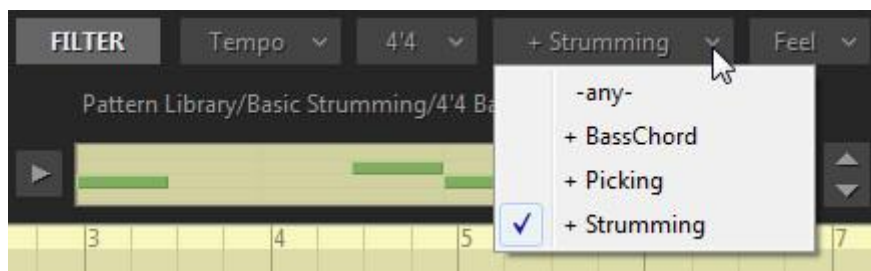 FILTER Tempo 4'4 + Strumming Feel
-any-
Pattern Library/Basic Strumming/4'4 Ba
+ BassChord
+ Picking
+ Strumming
3 4 5 7